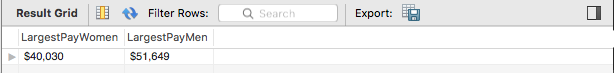 Result Grid Filter Rows: Search Export:
LargestPayWomen LargestPayMen
$40,030 $51,649